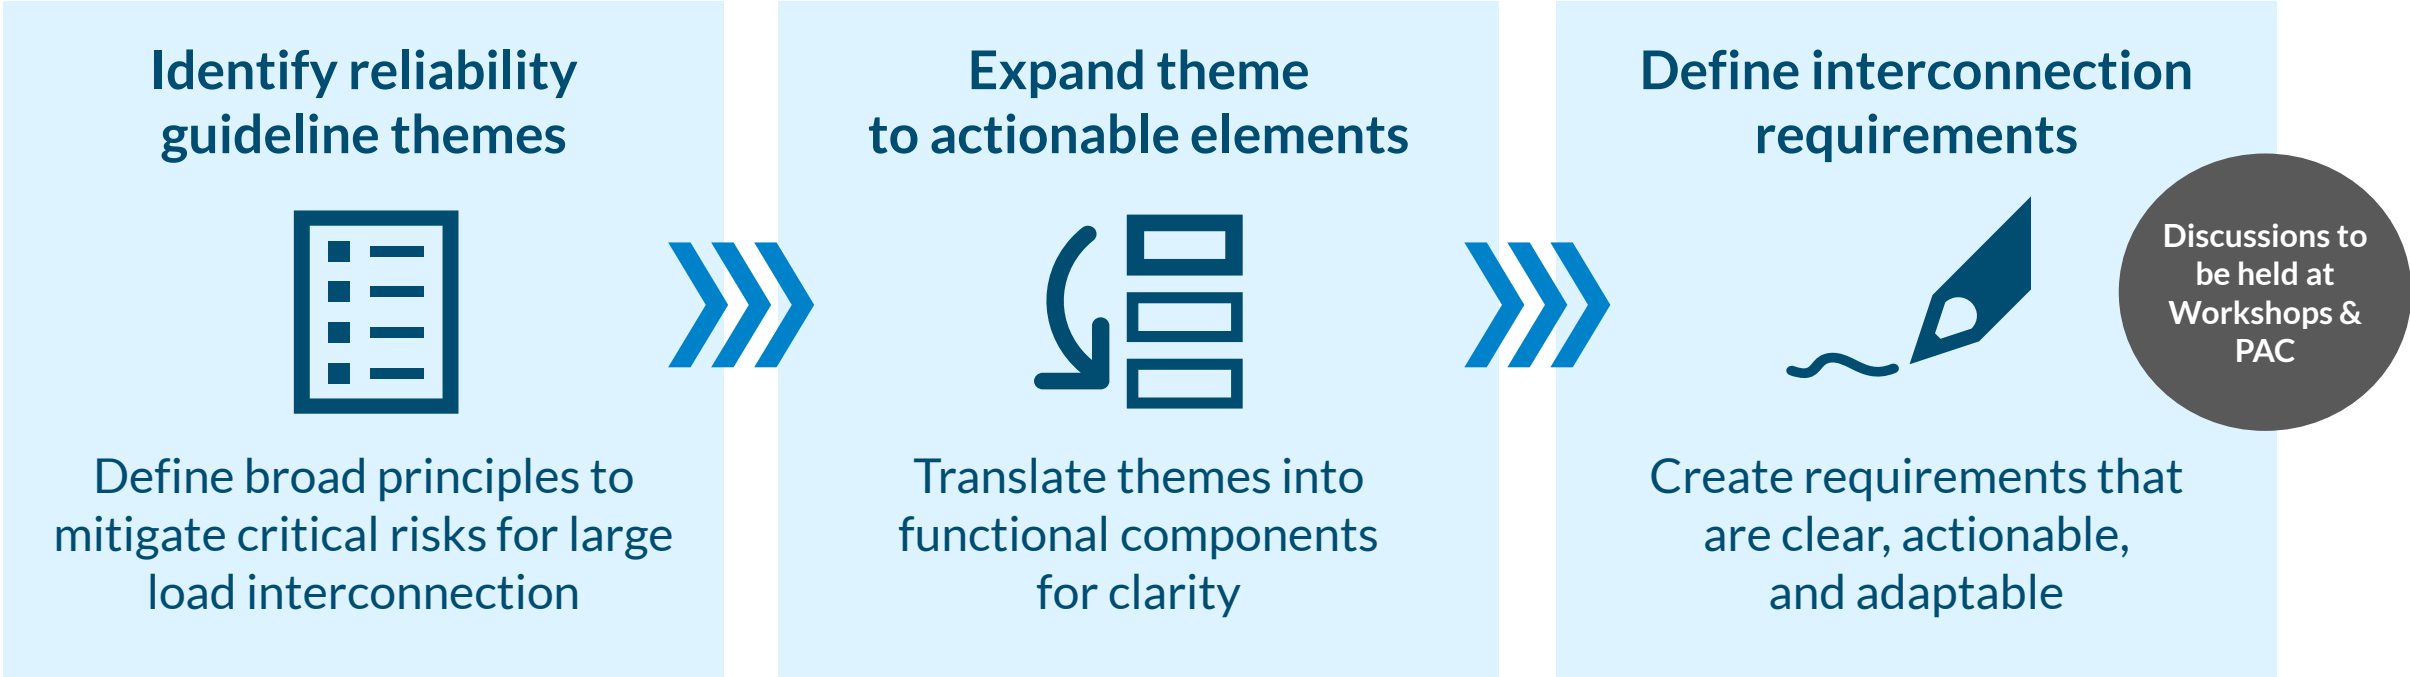 Identify reliability
guideline themes
Define broad principles to
mitigate critical risks for large
load interconnection
Expand theme
to actionable elements
Translate themes into
functional components
for clarity
Define interconnection
requirements
Create requirements that
are clear, actionable,
and adaptable
Discussions to
be held at
Workshops &
PAC